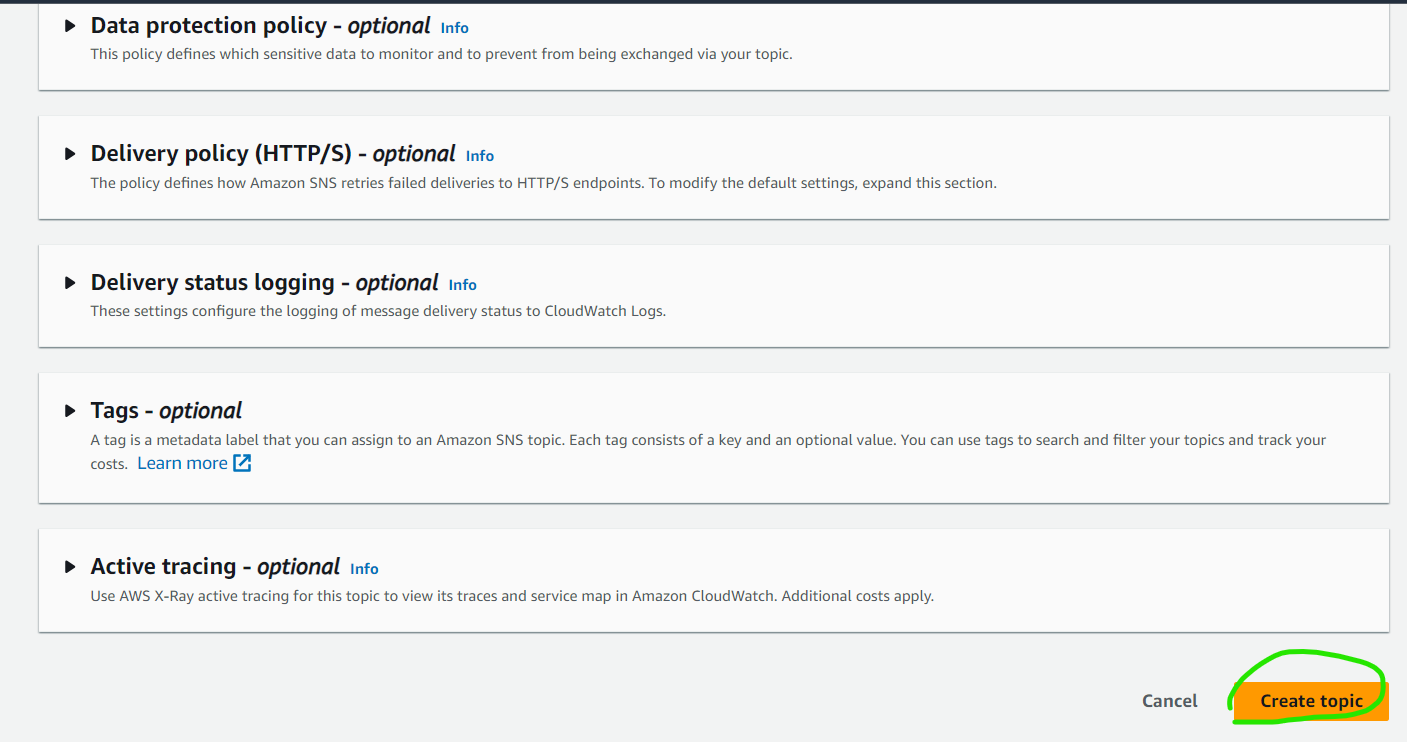 Data protection policy - optional Info
This policy defines which sensitive data to monitor and to prevent from being exchanged via your topic.
Delivery policy (HTTP/S) - optional Info
The policy defines how Amazon SNS retries failed deliveries to HTTP/S endpoints. To modify the default settings, expand this section.
Delivery status logging - optional Info
These settings configure the logging of message delivery status to CloudWatch Logs.
Tags - optional
A tag is a metadata label that you can assign to an Amazon SNS topic. Each tag consists of a key and an optional value. You can use tags to search and filter your topics and track your
costs. Learn more
Active tracing - optional Info
Use AWS X-Ray active tracing for this topic to view its traces and service map in Amazon CloudWatch. Additional costs apply.
Cancel Create topic